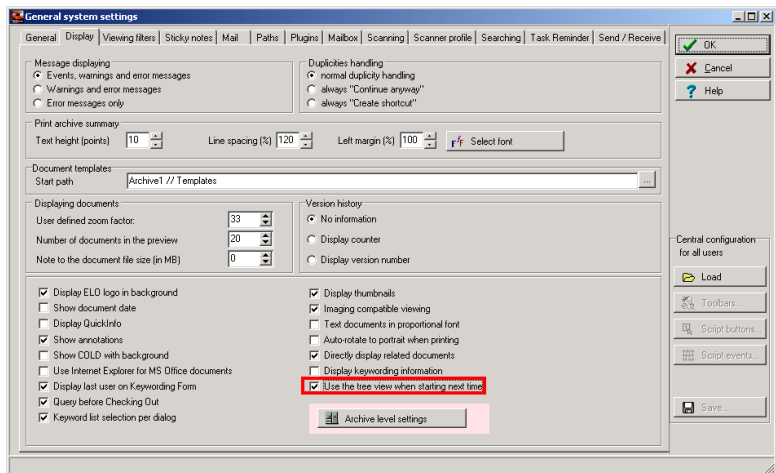 General system settings
General Display Viewing filters Sticky notes Mail Paths Plugins Mailbox Scanning Scanner profile Searching Task Reminder Send / Receive
Message displaying
Events, warnings and error messages
Warnings and error messages
Error messages only
Duplicities handling
normal duplicity handling
always "Continue anyway"
always "Create shortcut"
Print archive summary
Text height (points) 10 Line spacing (%) 120 Left margin (%) 100 Select font
Document templates
Start path Archive1 // Templates ...
Displaying documents
User defined zoom factor: 33
Number of documents in the preview 20
Note to the document file size (in MB) 0
Version history
No information
Display counter
Display version number
Display ELO logo in background
Show document date
Display QuickInfo
Show annotations
Show COLD with background
Use Internet Explorer for MS Office documents
Display last user on Keywording Form
Query before Checking Out
Keyword list selection per dialog
Display thumbnails
Imaging compatible viewing
Text documents in proportional font
Auto-rotate to portrait when printing
Directly display related documents
Display keywording information
Use the tree view when starting next time
Archive level settings
OK
Cancel
Help
Central configuration
for all users
Load
Toolbars...
Script buttons...
Script events...
Save...